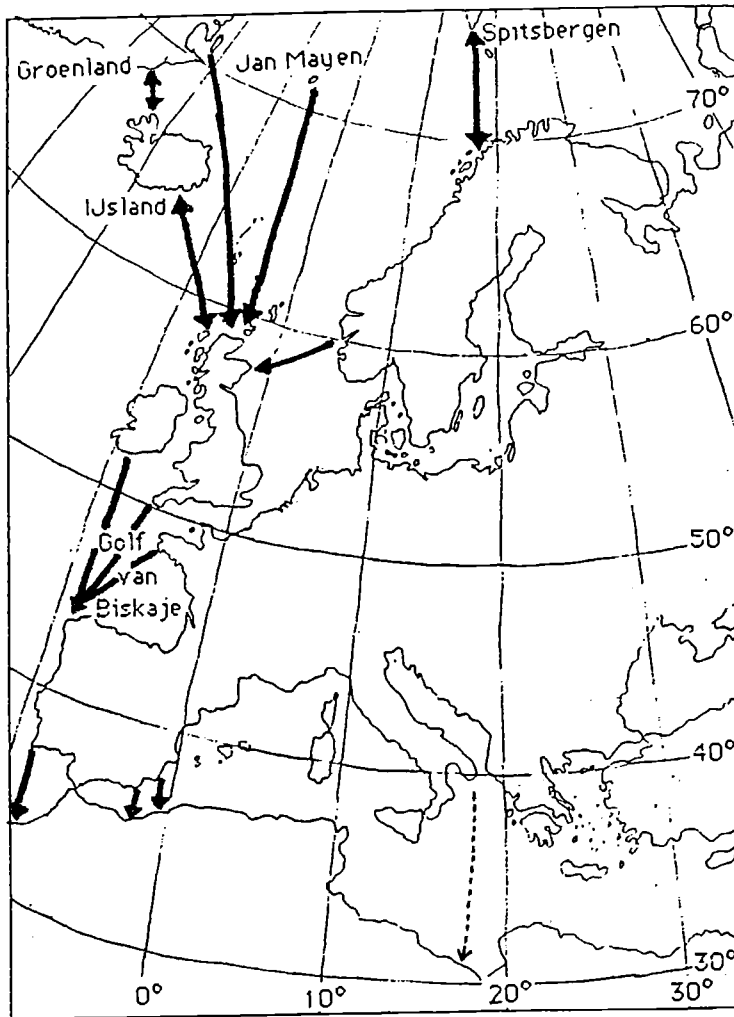 Spitsbergen
Groenland
Jan Mayen
70°
IJsland
60°
50°
Golf
van
Biskaje
40°
30°
0°
10°
20°
30°